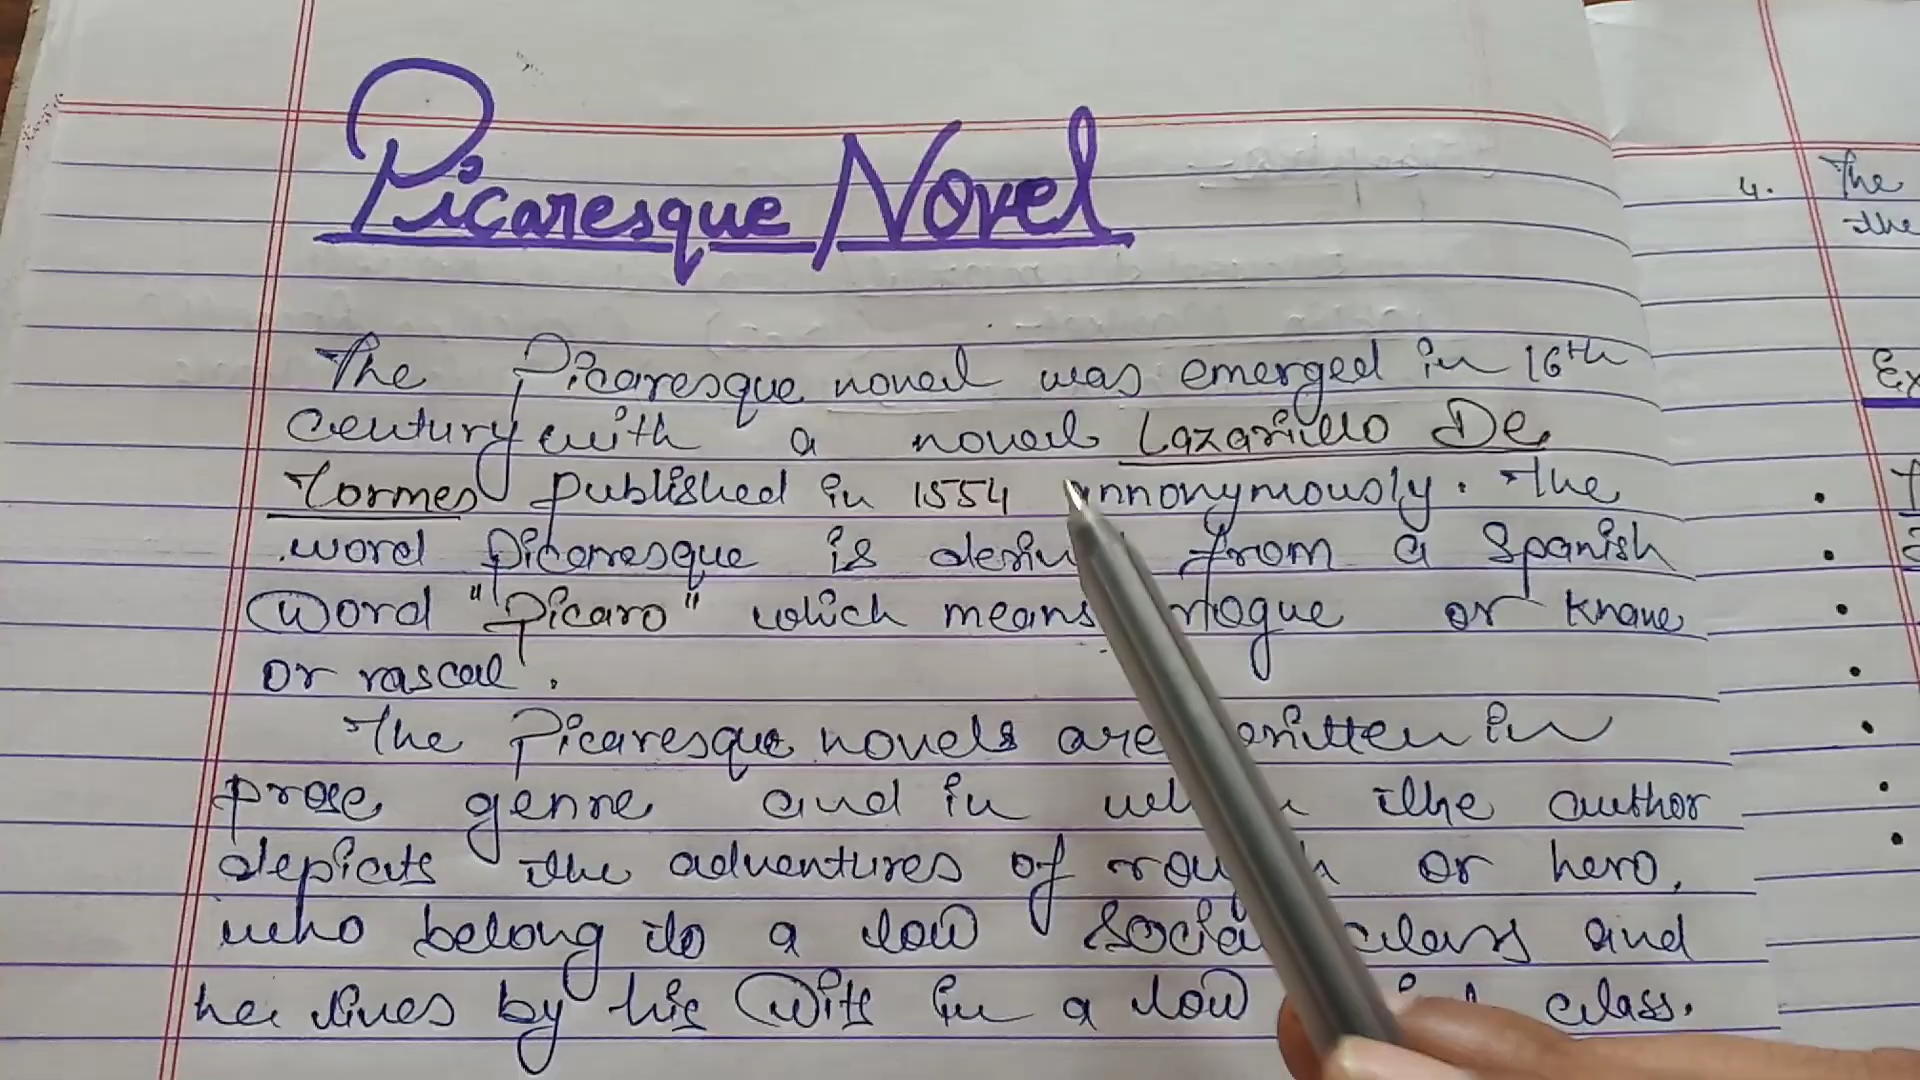 Picaresque Novel
The Picaresque novel was emerged in 16th
century with a novel Lazarillo De
Tormes published in 1554 annonymously. The
word picaresque is from a Spanish
word "Picaro" which means rogue or knave
or rascal.
The Picaresque novels are written in
prose genre and in the author
depicts the adventures of or hero,
who belong to a low social class and
he lives by his wits in a low class.
4. The
the
Ex